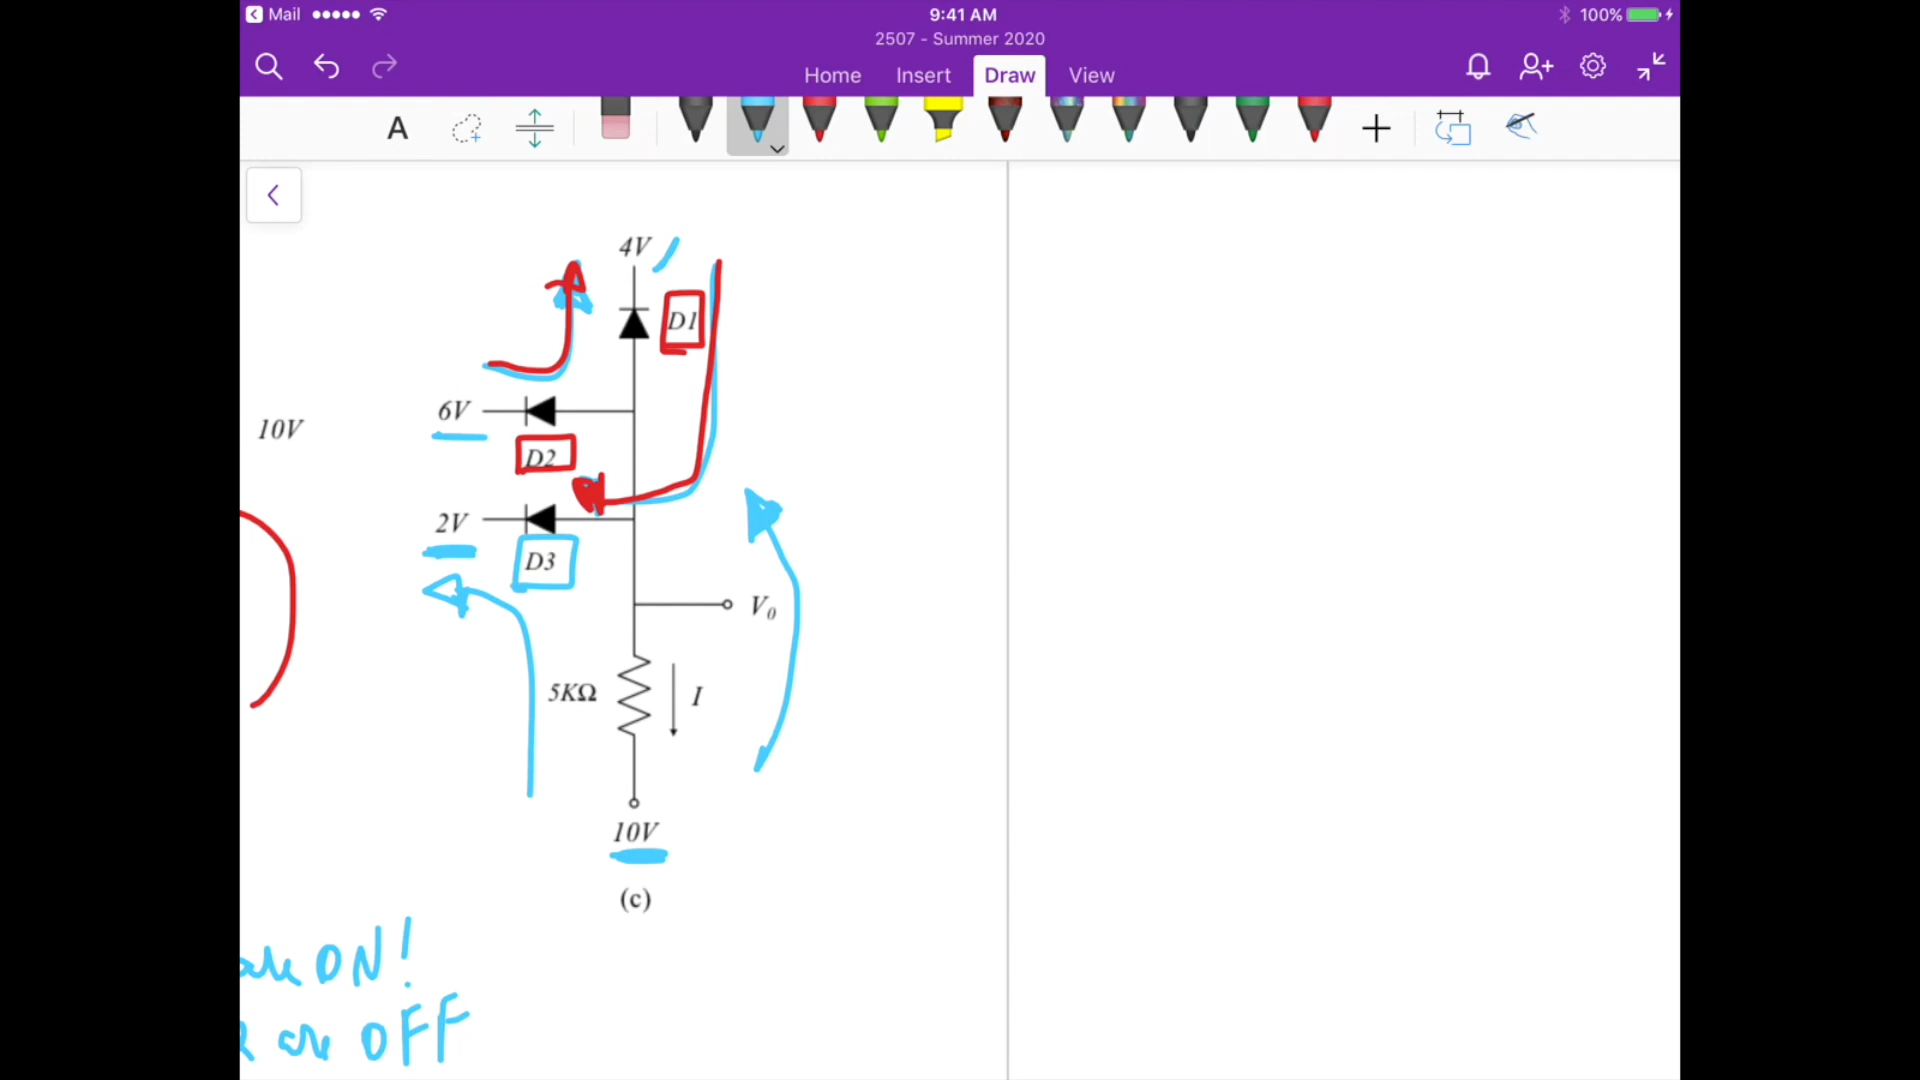 Mail 9:41 AM 100%
2507 - Summer 2020
Home Insert Draw View
A
4V
D1
6V
10V
D2
2V
D3
V0
5KΩ I
10V
(c)
ON!
are OFF